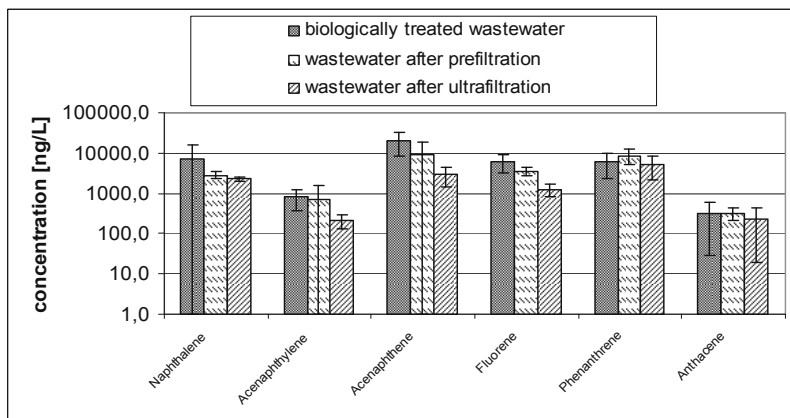 biologically treated wastewater
wastewater after prefiltration
wastewater after ultrafiltration
concentration [ng/L]
100000,0
10000,0
1000,0
100,0
10,0
1,0
Naphthalene
Acenaphthylene
Acenaphthene
Fluorene
Phenanthrene
Anthacene